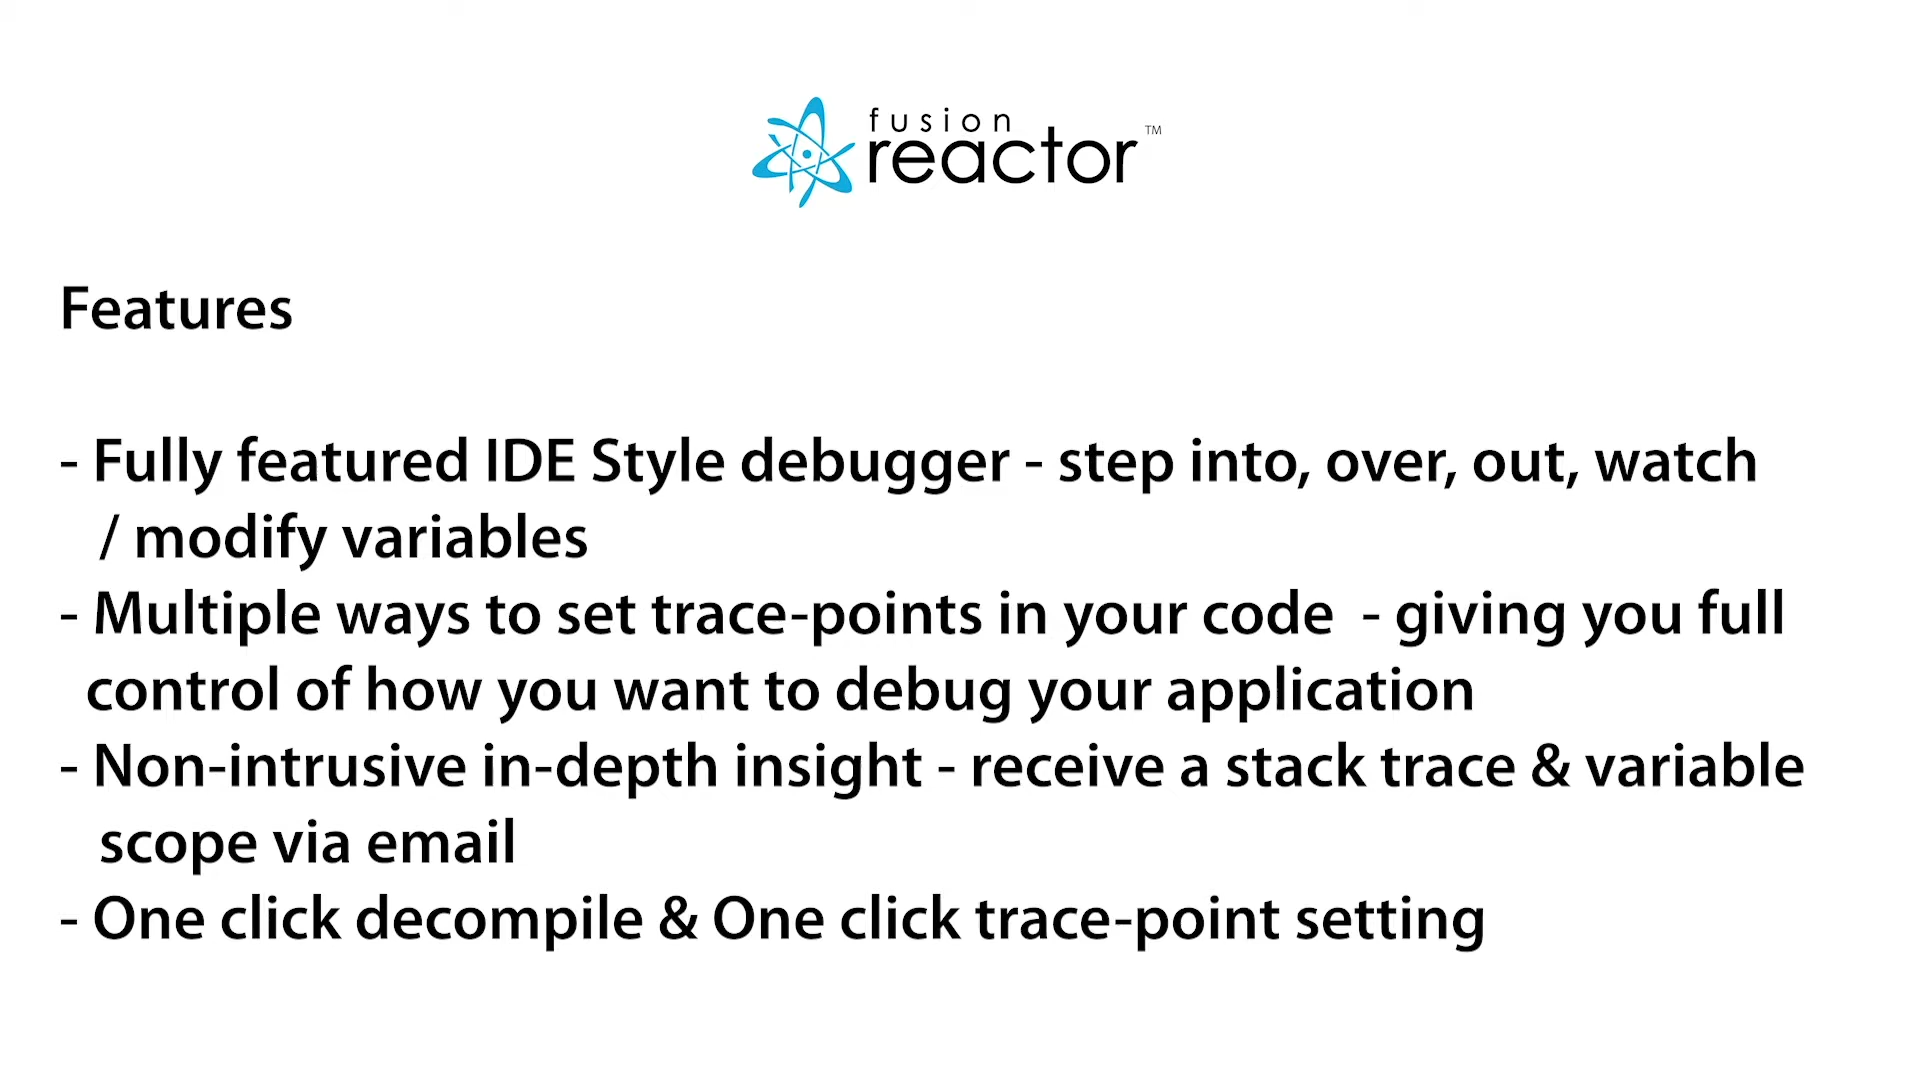 fusion
reactor ™
Features
- Fully featured IDE Style debugger - step into, over, out, watch
/ modify variables
- Multiple ways to set trace-points in your code  - giving you full
control of how you want to debug your application
- Non-intrusive in-depth insight - receive a stack trace & variable
scope via email
- One click decompile & One click trace-point setting